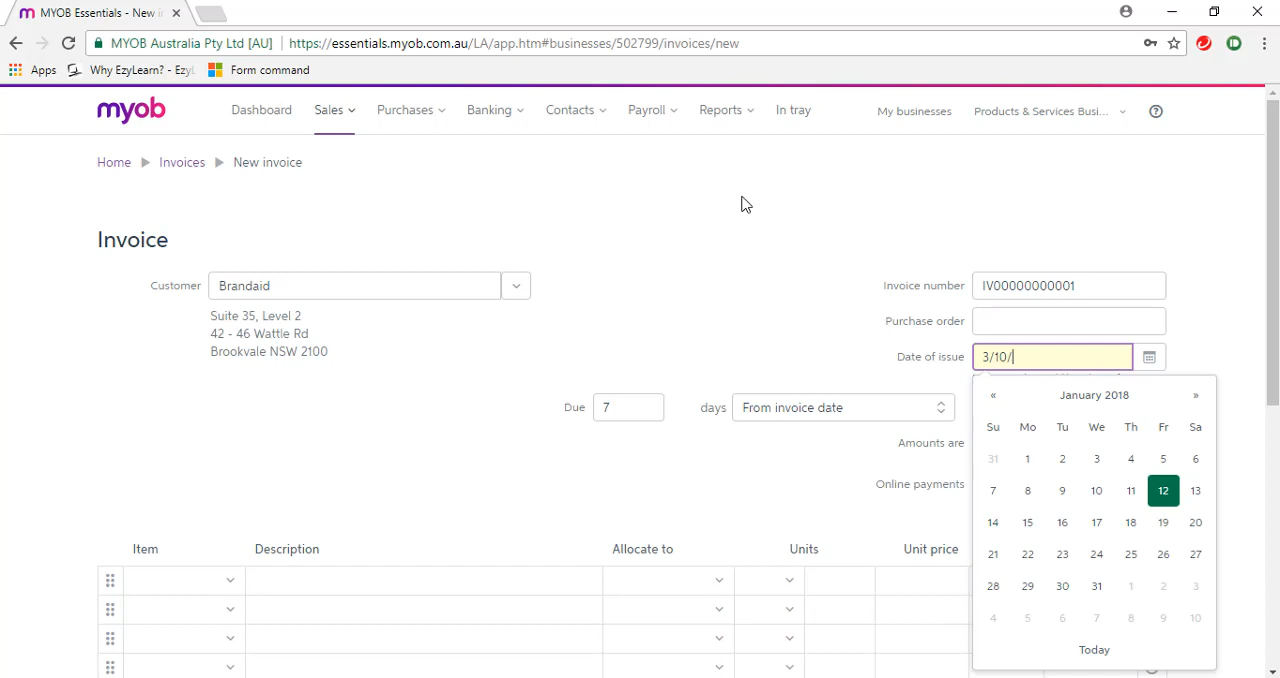 MYOB Essentials - New in
MYOB Australia Pty Ltd [AU] https://essentials.myob.com.au/LA/app.htm#businesses/502799/invoices/new
Apps Why EzyLearn? - EzyL Form command
myob Dashboard Sales Purchases Banking Contacts Payroll Reports In tray My businesses Products & Services Busi... ?
Home Invoices New invoice
Invoice
Customer Brandaid Invoice number IV00000000001
Suite 35, Level 2
42 - 46 Wattle Rd
Brookvale NSW 2100
Purchase order
Date of issue 3/10/
Due 7 days From invoice date
Amounts are
Online payments
« January 2018 »
Su Mo Tu We Th Fr Sa
31 1 2 3 4 5 6
7 8 9 10 11 12 13
14 15 16 17 18 19 20
21 22 23 24 25 26 27
28 29 30 31 1 2 3
4 5 6 7 8 9 10
Today
Item Description Allocate to Units Unit price